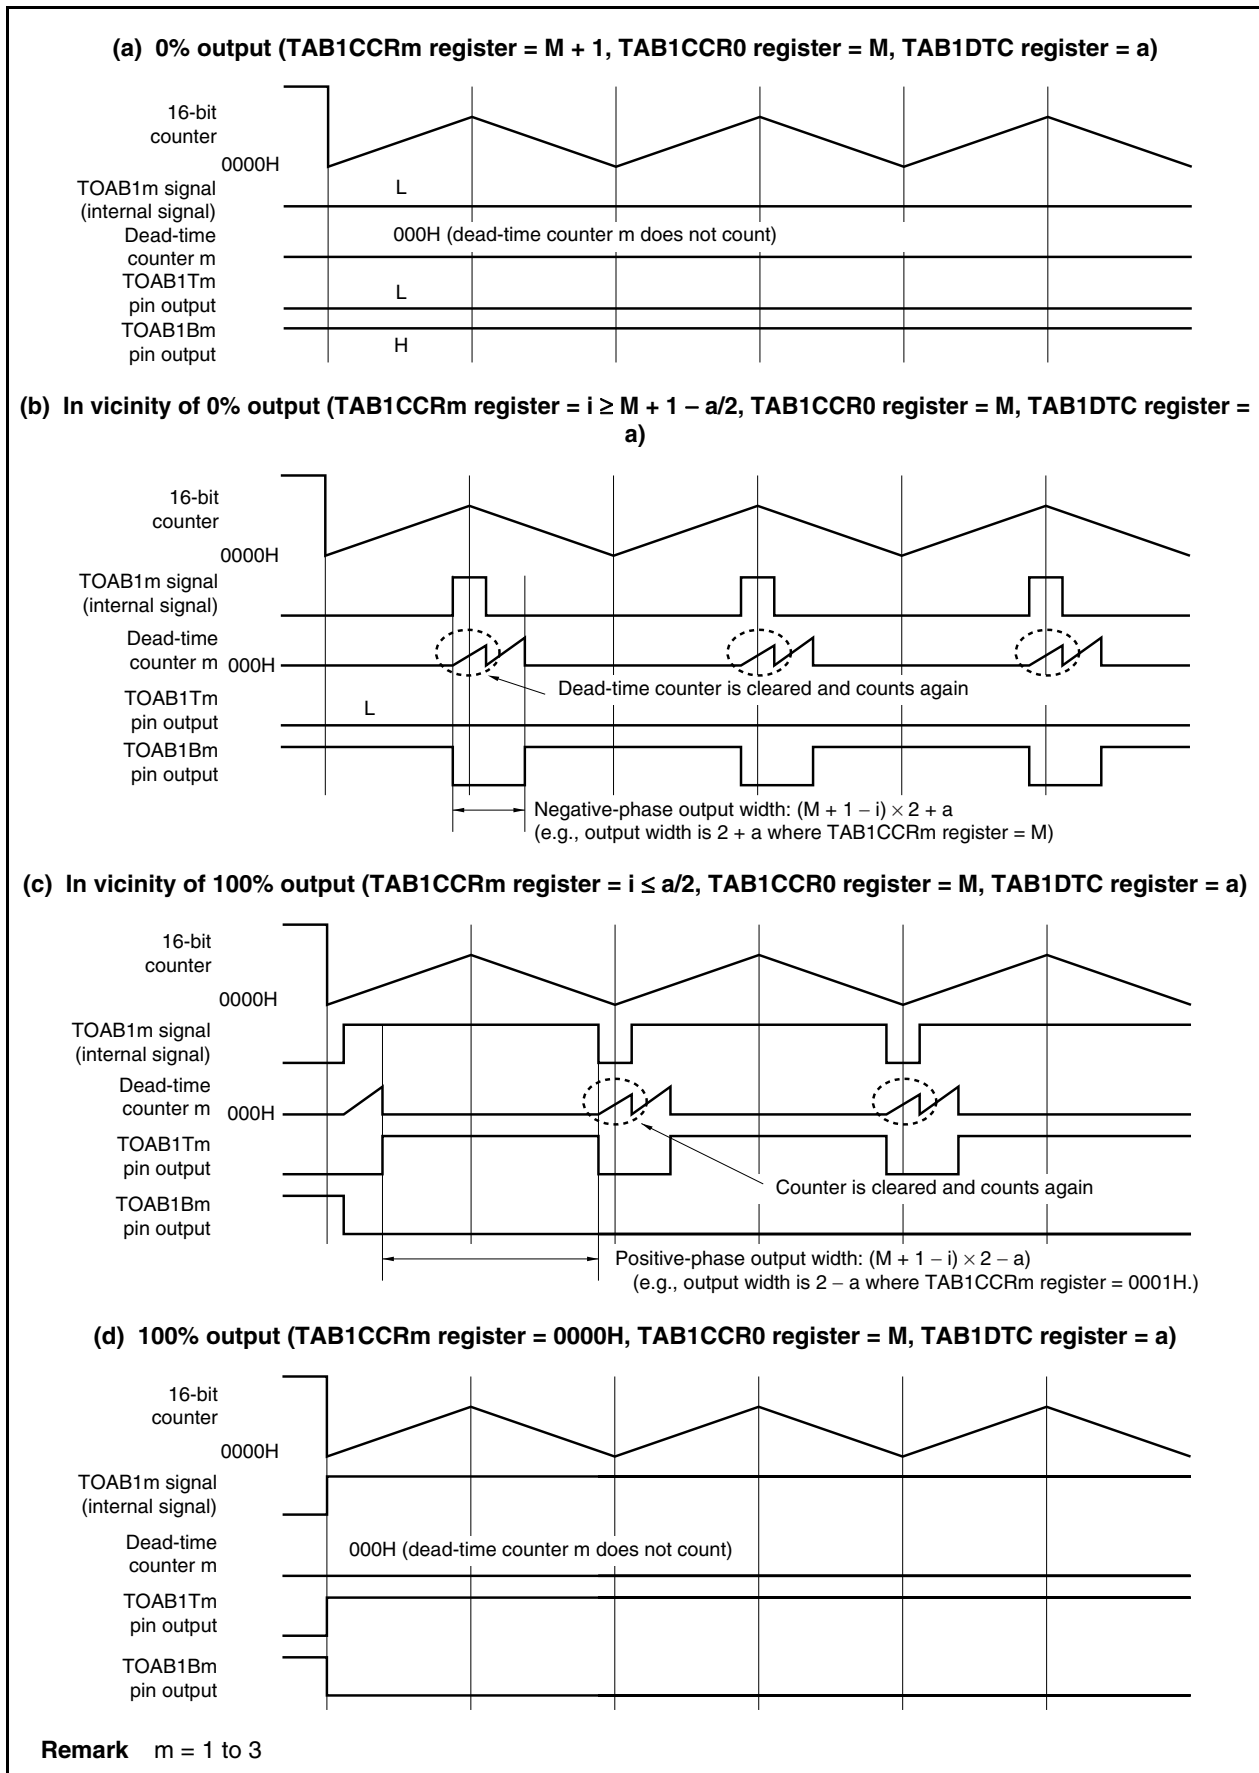 (a) 0% output (TAB1CCRm register = M + 1, TAB1CCR0 register = M, TAB1DTC register = a)
16-bit
counter
0000H
TOAB1m signal
(internal signal)
L
Dead-time
counter m
000H (dead-time counter m does not count)
TOAB1Tm
pin output
L
TOAB1Bm
pin output
H
(b) In vicinity of 0% output (TAB1CCRm register = i ≥ M + 1 – a/2, TAB1CCR0 register = M, TAB1DTC register =
a)
16-bit
counter
0000H
TOAB1m signal
(internal signal)
Dead-time
counter m
000H
Dead-time counter is cleared and counts again
TOAB1Tm
pin output
L
TOAB1Bm
pin output
Negative-phase output width: (M + 1 – i) × 2 + a
(e.g., output width is 2 + a where TAB1CCRm register = M)
(c) In vicinity of 100% output (TAB1CCRm register = i ≤ a/2, TAB1CCR0 register = M, TAB1DTC register = a)
16-bit
counter
0000H
TOAB1m signal
(internal signal)
Dead-time
counter m
000H
TOAB1Tm
pin output
Counter is cleared and counts again
TOAB1Bm
pin output
Positive-phase output width: (M + 1 – i) × 2 – a)
(e.g., output width is 2 – a where TAB1CCRm register = 0001H.)
(d) 100% output (TAB1CCRm register = 0000H, TAB1CCR0 register = M, TAB1DTC register = a)
16-bit
counter
0000H
TOAB1m signal
(internal signal)
Dead-time
counter m
000H (dead-time counter m does not count)
TOAB1Tm
pin output
TOAB1Bm
pin output
Remark m = 1 to 3